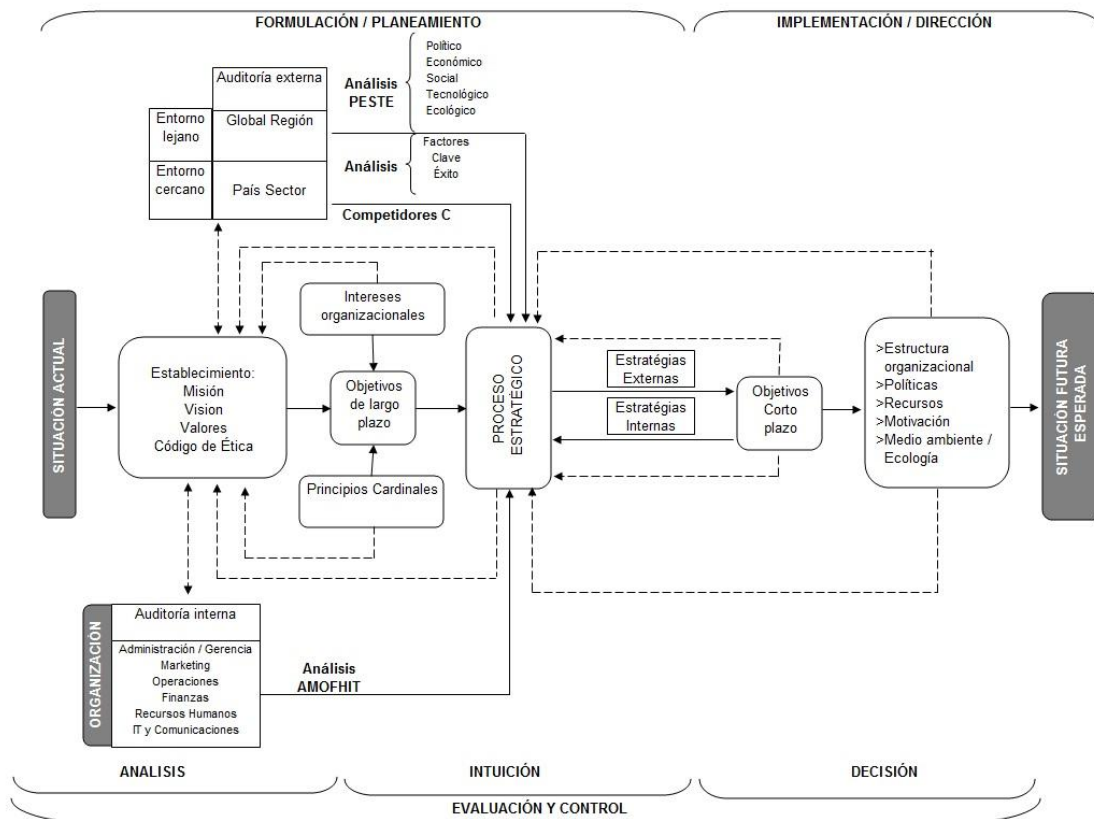 FORMULACIÓN / PLANEAMIENTO
IMPLEMENTACIÓN / DIRECCIÓN
Auditoría externa
Entorno
lejano
Global Región
Entorno
cercano
País Sector
Análisis
PESTE
Político
Económico
Social
Tecnológico
Ecológico
Análisis
Factores
Clave
Éxito
Competidores C
SITUACIÓN ACTUAL
Establecimiento:
Misión
Vision
Valores
Código de Ética
Intereses
organizacionales
Objetivos
de largo
plazo
Principios Cardinales
PROCESO
ESTRATÉGICO
Estratégias
Externas
Estratégias
Internas
Objetivos
Corto
plazo
>Estructura
organizacional
>Políticas
>Recursos
>Motivación
>Medio ambiente /
Ecología
SITUACIÓN FUTURA
ESPERADA
ORGANIZACIÓN
Auditoría interna
Administración / Gerencia
Marketing
Operaciones
Finanzas
Recursos Humanos
IT y Comunicaciones
Análisis
AMOFHIT
ANALISIS
INTUICIÓN
DECISIÓN
EVALUACIÓN Y CONTROL